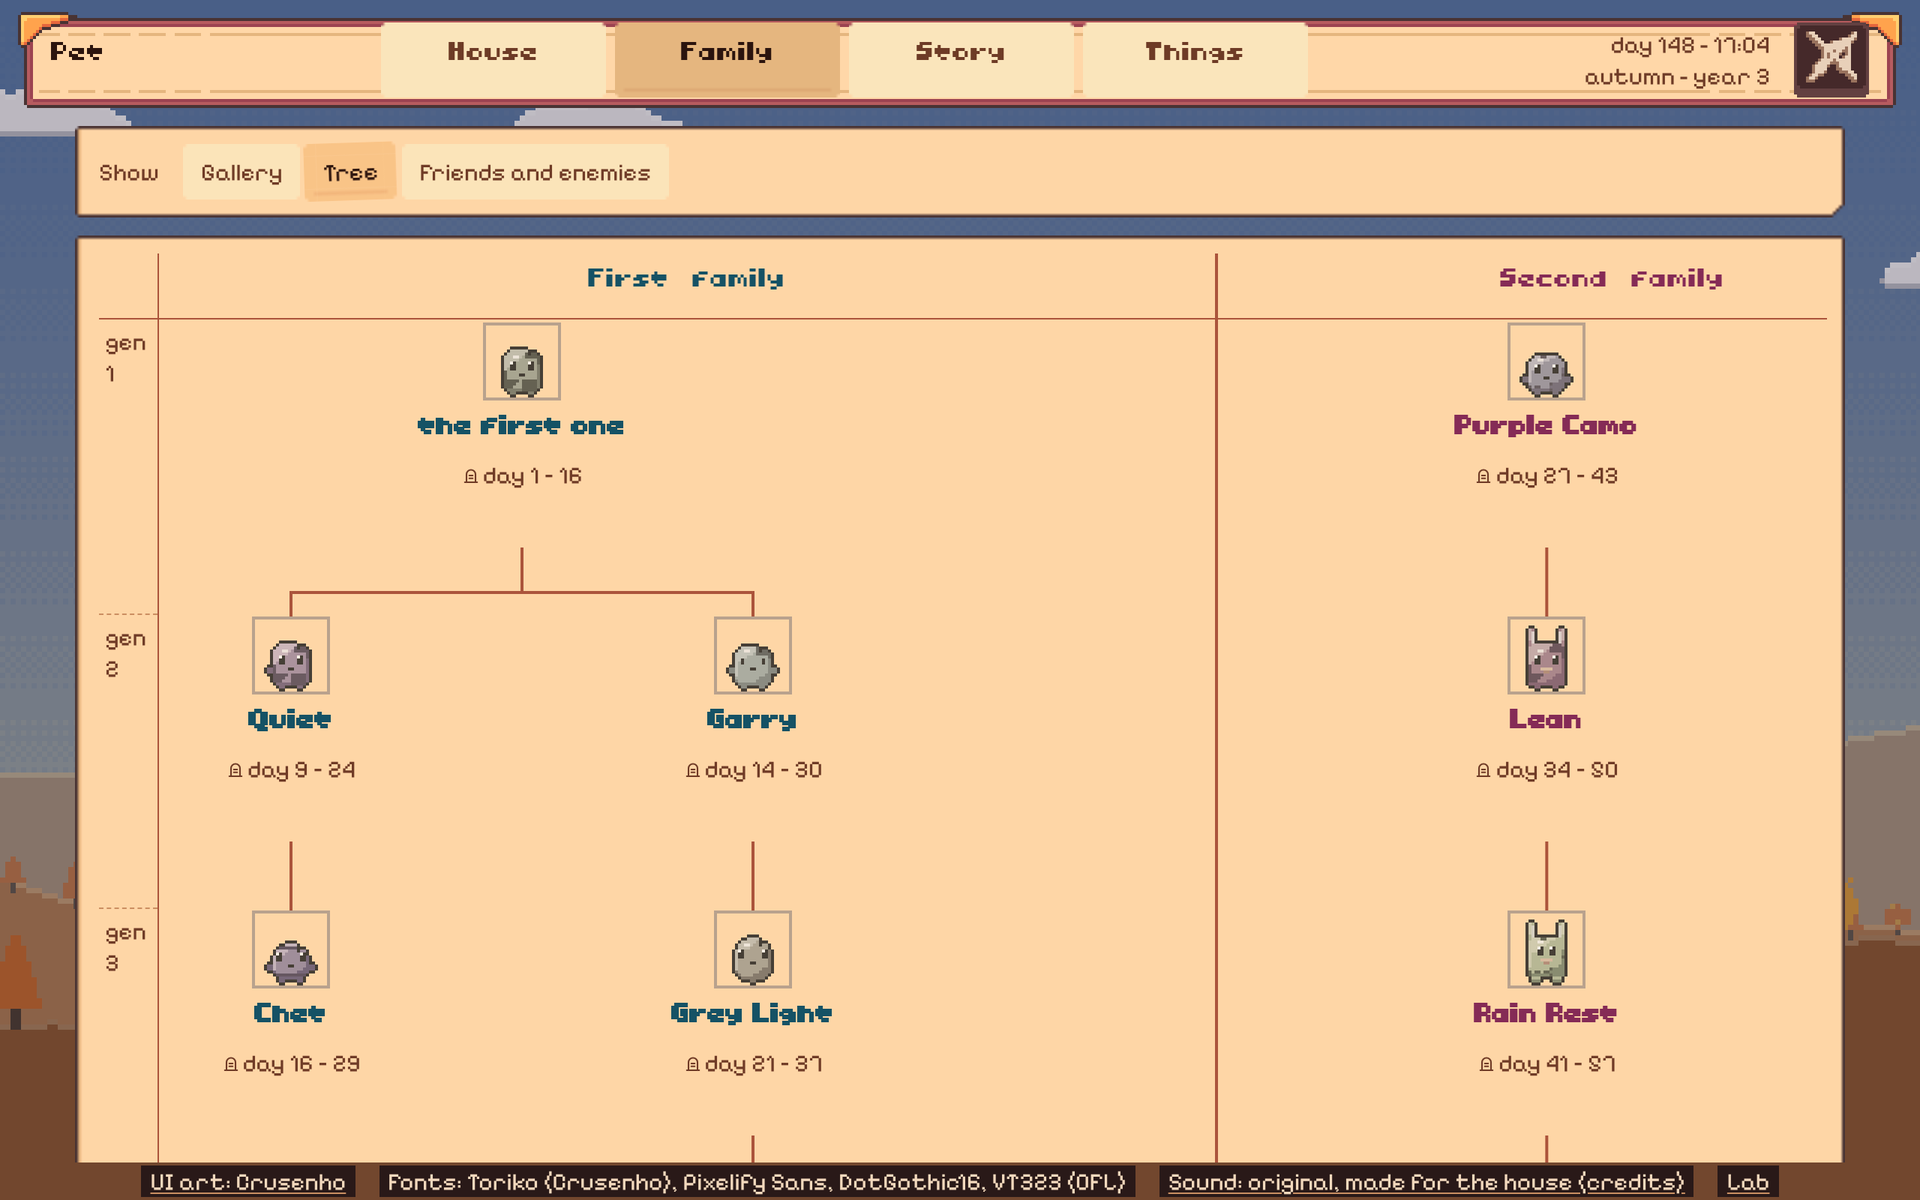 Pet
House
Family
Story
Things
day 148 - 17:04
autumn - year 3
Show
Gallery
Tree
Friends and enemies
First family
Second family
gen
1
the first one
day 1 - 16
Purple Camo
day 27 - 43
gen
2
Quiet
day 9 - 24
Garry
day 14 - 30
Lean
day 34 - 50
gen
3
Chet
day 16 - 29
Grey Light
day 21 - 37
Rain Rest
day 41 - 57
UI art: Crusenho
Fonts: Toriko (Crusenho), Pixelify Sans, DotGothic16, VT323 (OFL)
Sound: original, made for the house (credits)
Lab